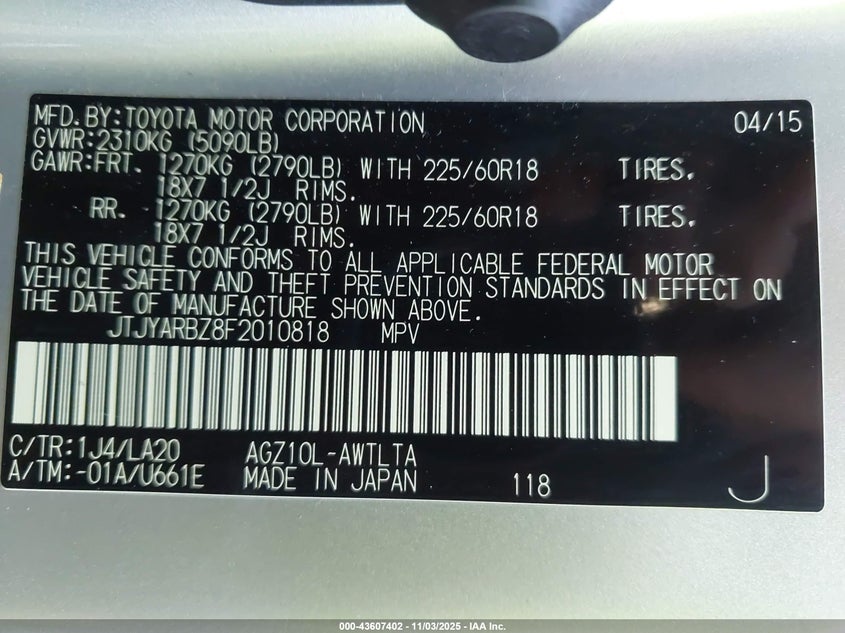 MFD.BY:TOYOTA MOTOR CORPORATION 04/15
GVWR:2310KG (5090LB)
GAWR:FRT. 1270KG (2790LB) WITH 225/60R18 TIRES.
18X7 1/2J RIMS.
RR. 1270KG (2790LB) WITH 225/60R18 TIRES.
18X7 1/2J RIMS.
THIS VEHICLE CONFORMS TO ALL APPLICABLE FEDERAL MOTOR
VEHICLE SAFETY AND THEFT PREVENTION STANDARDS IN EFFECT ON
THE DATE OF MANUFACTURE SHOWN ABOVE.
JTJYARBZ8F2010818 MPV
C/TR:1J4/LA20 AGZ10L-AWTLTA
A/TM:-01A/U661E MADE IN JAPAN 118 J
000-43607402 - 11/03/2025 - IAA Inc.